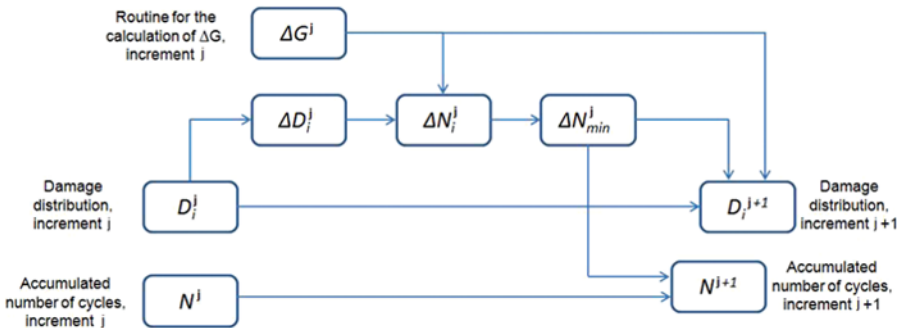 Routine for the
calculation of ΔG,
increment j
ΔG^j
ΔD_i^j
ΔN_i^j
ΔN_min^j
Damage
distribution,
increment j
D_i^j
D_i^j+1
Damage
distribution,
increment j+1
Accumulated
number of cycles,
increment j
N^j
N^j+1
Accumulated
number of cycles,
increment j+1